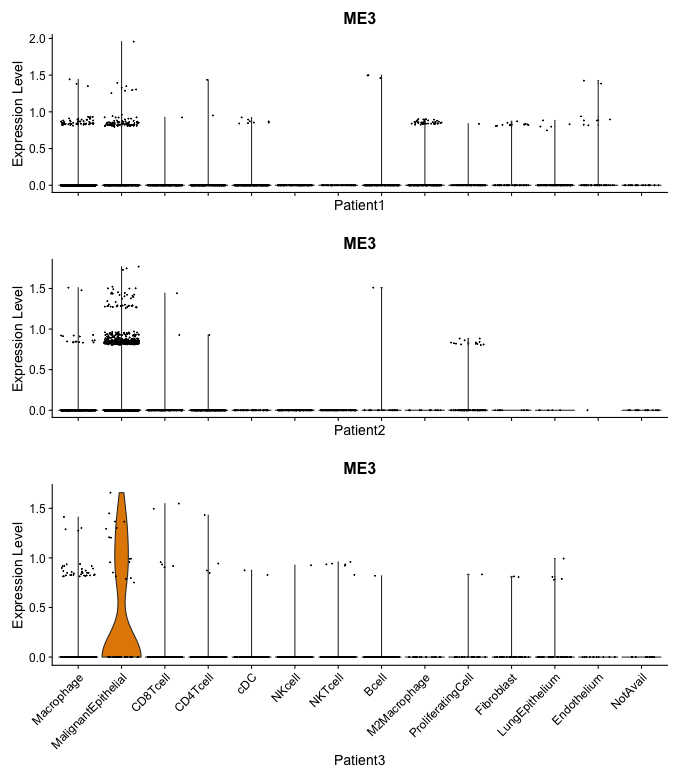 ME3
Expression Level
2.0
1.5
1.0
0.5
0.0
Patient1
ME3
Expression Level
1.5
1.0
0.5
0.0
Patient2
ME3
Expression Level
1.5
1.0
0.5
0.0
Macrophage
MalignantEpithelial
CD8Tcell
CD4Tcell
cDC
NKcell
NKTcell
Bcell
M2Macrophage
ProliferatingCell
Fibroblast
LungEpithelium
Endothelium
NotAvail
Patient3